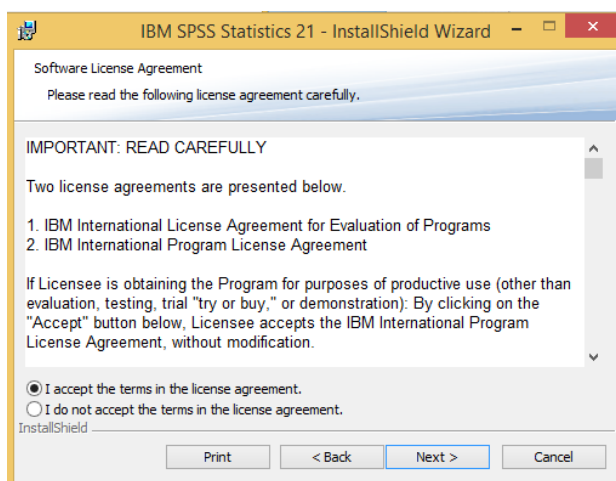 IBM SPSS Statistics 21 - InstallShield Wizard
Software License Agreement
Please read the following license agreement carefully.
IMPORTANT: READ CAREFULLY
Two license agreements are presented below.
1. IBM International License Agreement for Evaluation of Programs
2. IBM International Program License Agreement
If Licensee is obtaining the Program for purposes of productive use (other than
evaluation, testing, trial "try or buy," or demonstration): By clicking on the
"Accept" button below, Licensee accepts the IBM International Program
License Agreement, without modification.
I accept the terms in the license agreement.
I do not accept the terms in the license agreement.
InstallShield
Print
< Back
Next >
Cancel